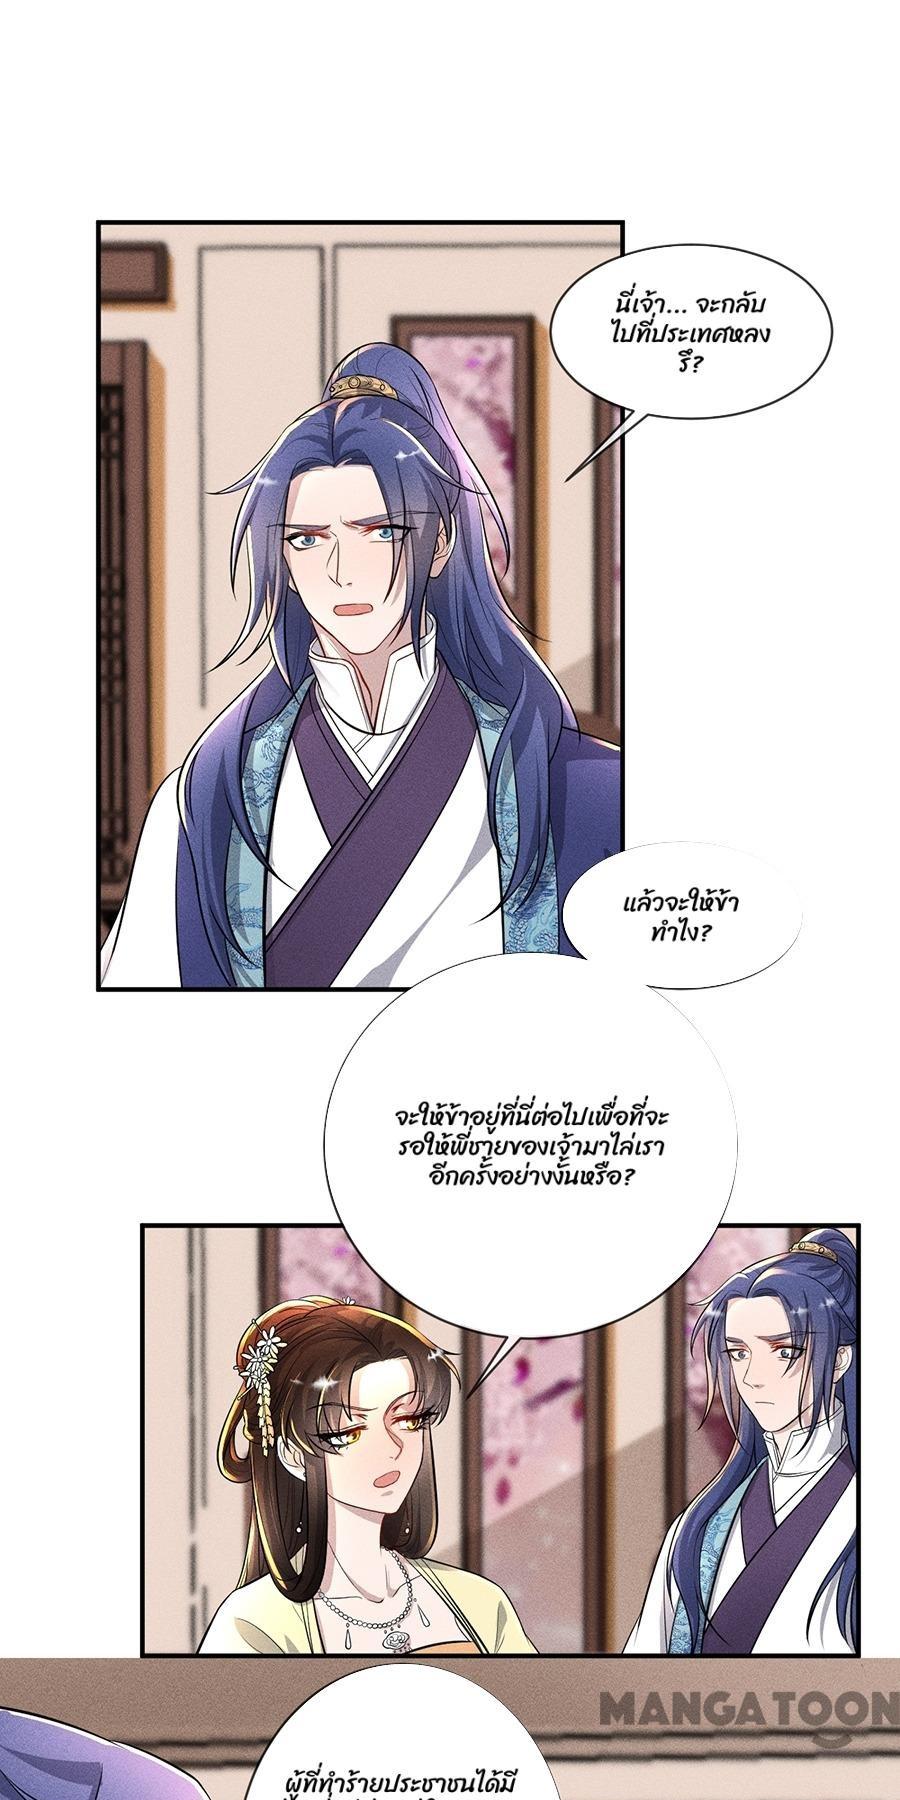 นี่เจ้า... จะกลับ
ไปที่ประเทศหลง
รึ?
แล้วจะให้ข้า
ทำไง?
จะให้ข้าอยู่ที่นี่ต่อไปเพื่อที่จะ
รอให้พี่ชายของเจ้ามาไล่เรา
อีกครั้งอย่างงั้นหรือ?
MANGATOON
ผู้ที่ทำร้ายประชาชนได้มี